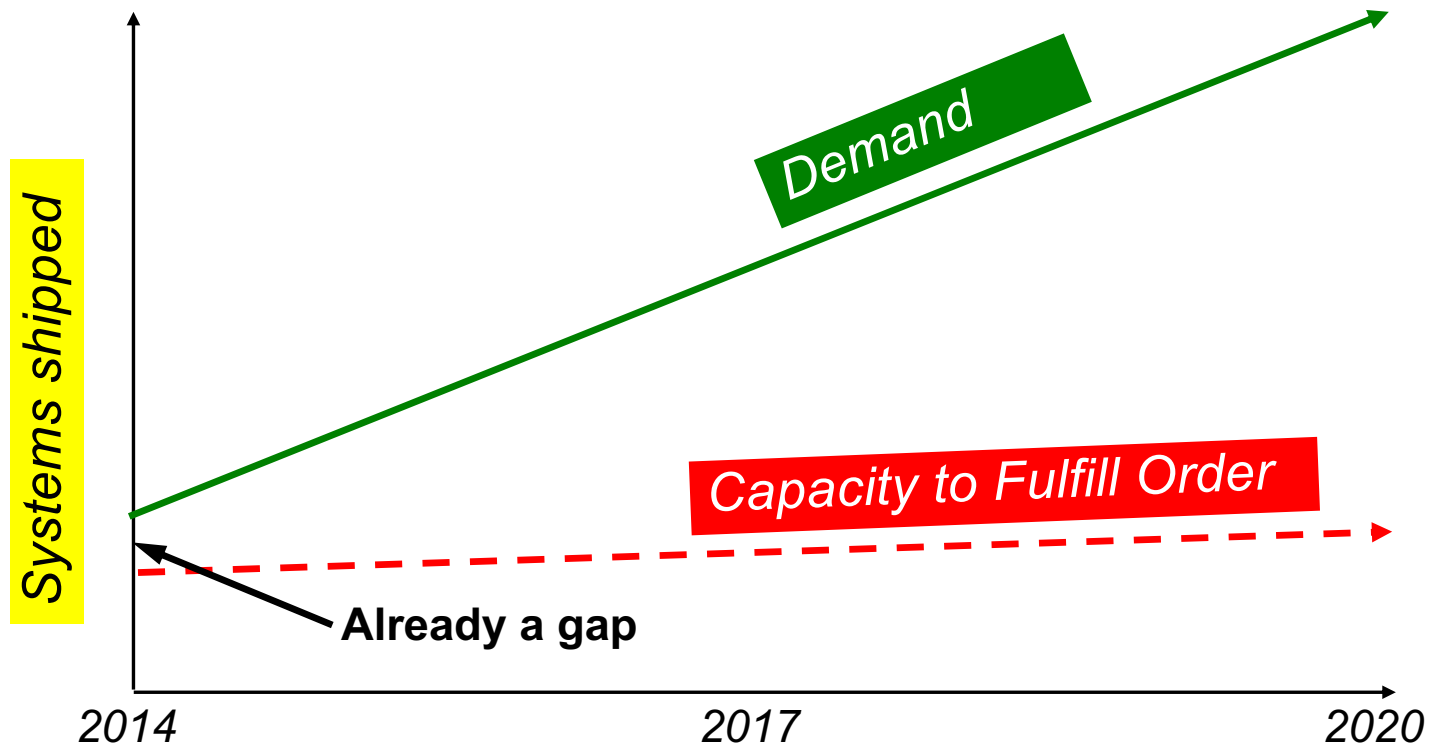 Demand
Systems shipped
Capacity to Fulfill Order
Already a gap
2014
2017
2020